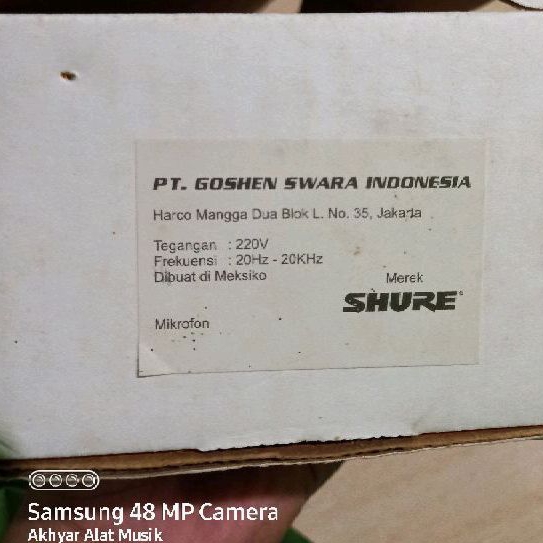 PT. GOSHEN SWARA INDONESIA
Harco Mangga Dua Blok L. No. 35, Jakarta
Tegangan : 220V
Frekuensi : 20Hz - 20KHz
Dibuat di Meksiko
Merek
SHURE®
Mikrofon
Samsung 48 MP Camera
Akhyar Alat Musik